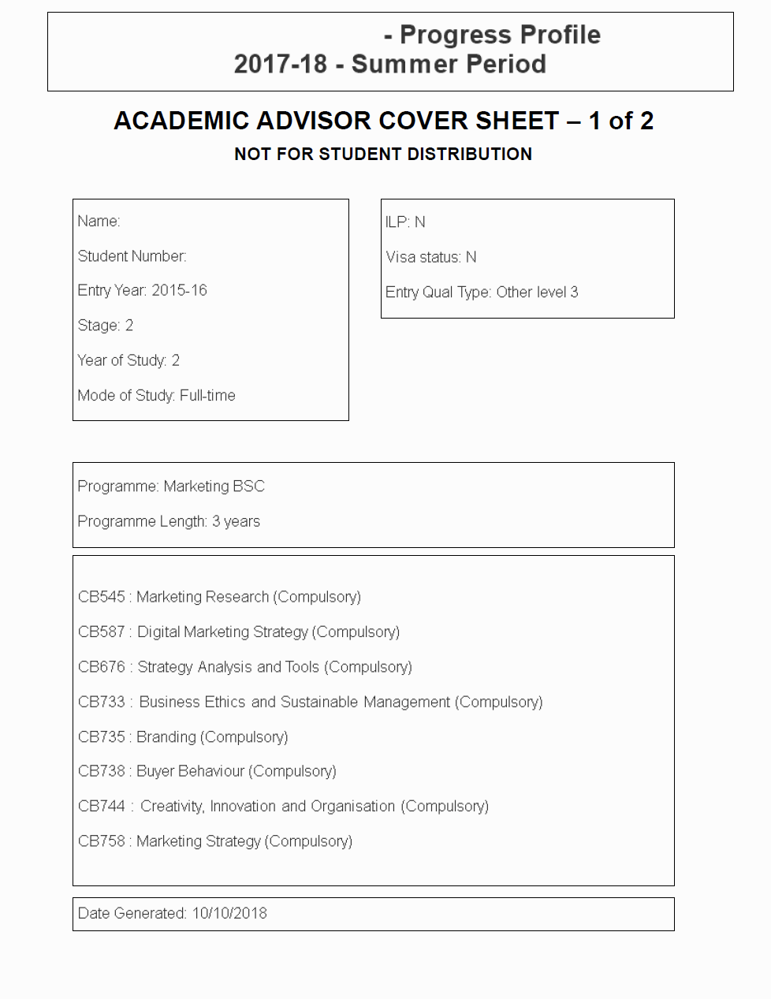 - Progress Profile
2017-18 - Summer Period
ACADEMIC ADVISOR COVER SHEET – 1 of 2
NOT FOR STUDENT DISTRIBUTION
Name:
Student Number:
Entry Year: 2015-16
Stage: 2
Year of Study: 2
Mode of Study: Full-time
ILP: N
Visa status: N
Entry Qual Type: Other level 3
Programme: Marketing BSC
Programme Length: 3 years
CB545 : Marketing Research (Compulsory)
CB587 : Digital Marketing Strategy (Compulsory)
CB676 : Strategy Analysis and Tools (Compulsory)
CB733 : Business Ethics and Sustainable Management (Compulsory)
CB735 : Branding (Compulsory)
CB738 : Buyer Behaviour (Compulsory)
CB744 : Creativity, Innovation and Organisation (Compulsory)
CB758 : Marketing Strategy (Compulsory)
Date Generated: 10/10/2018